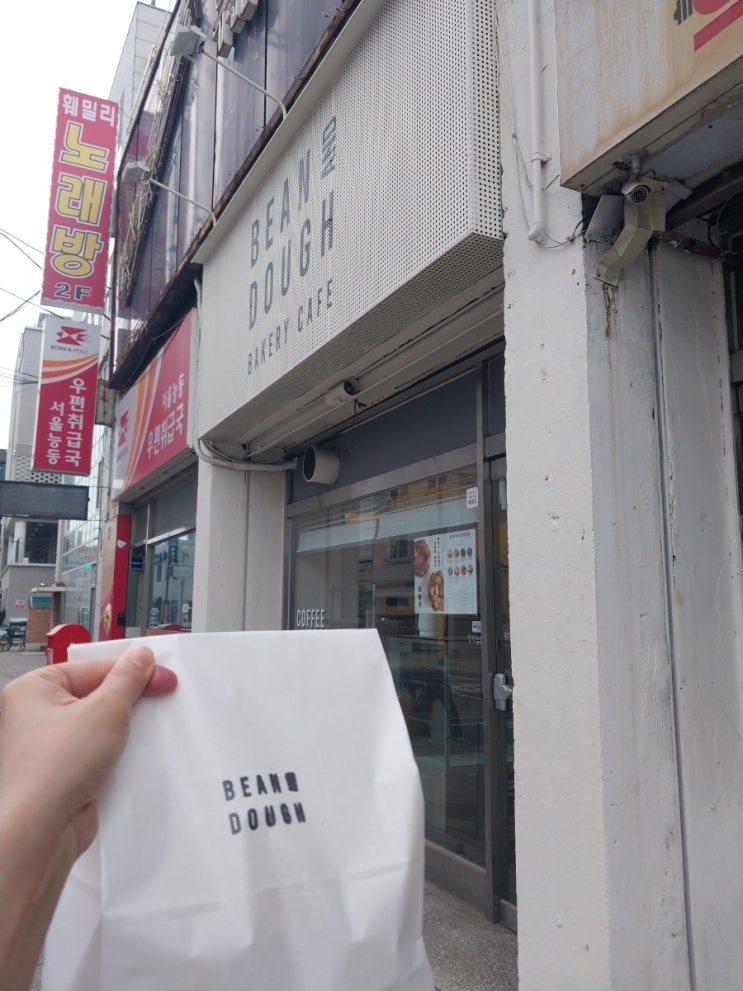 훼밀리
노래방
2F
KOREA POST
우편취급국
서울능동
서울능동
우편취급국
BEAN
DOUGH
BAKERY CAFE
COFFEE
BEAN
DOUGH